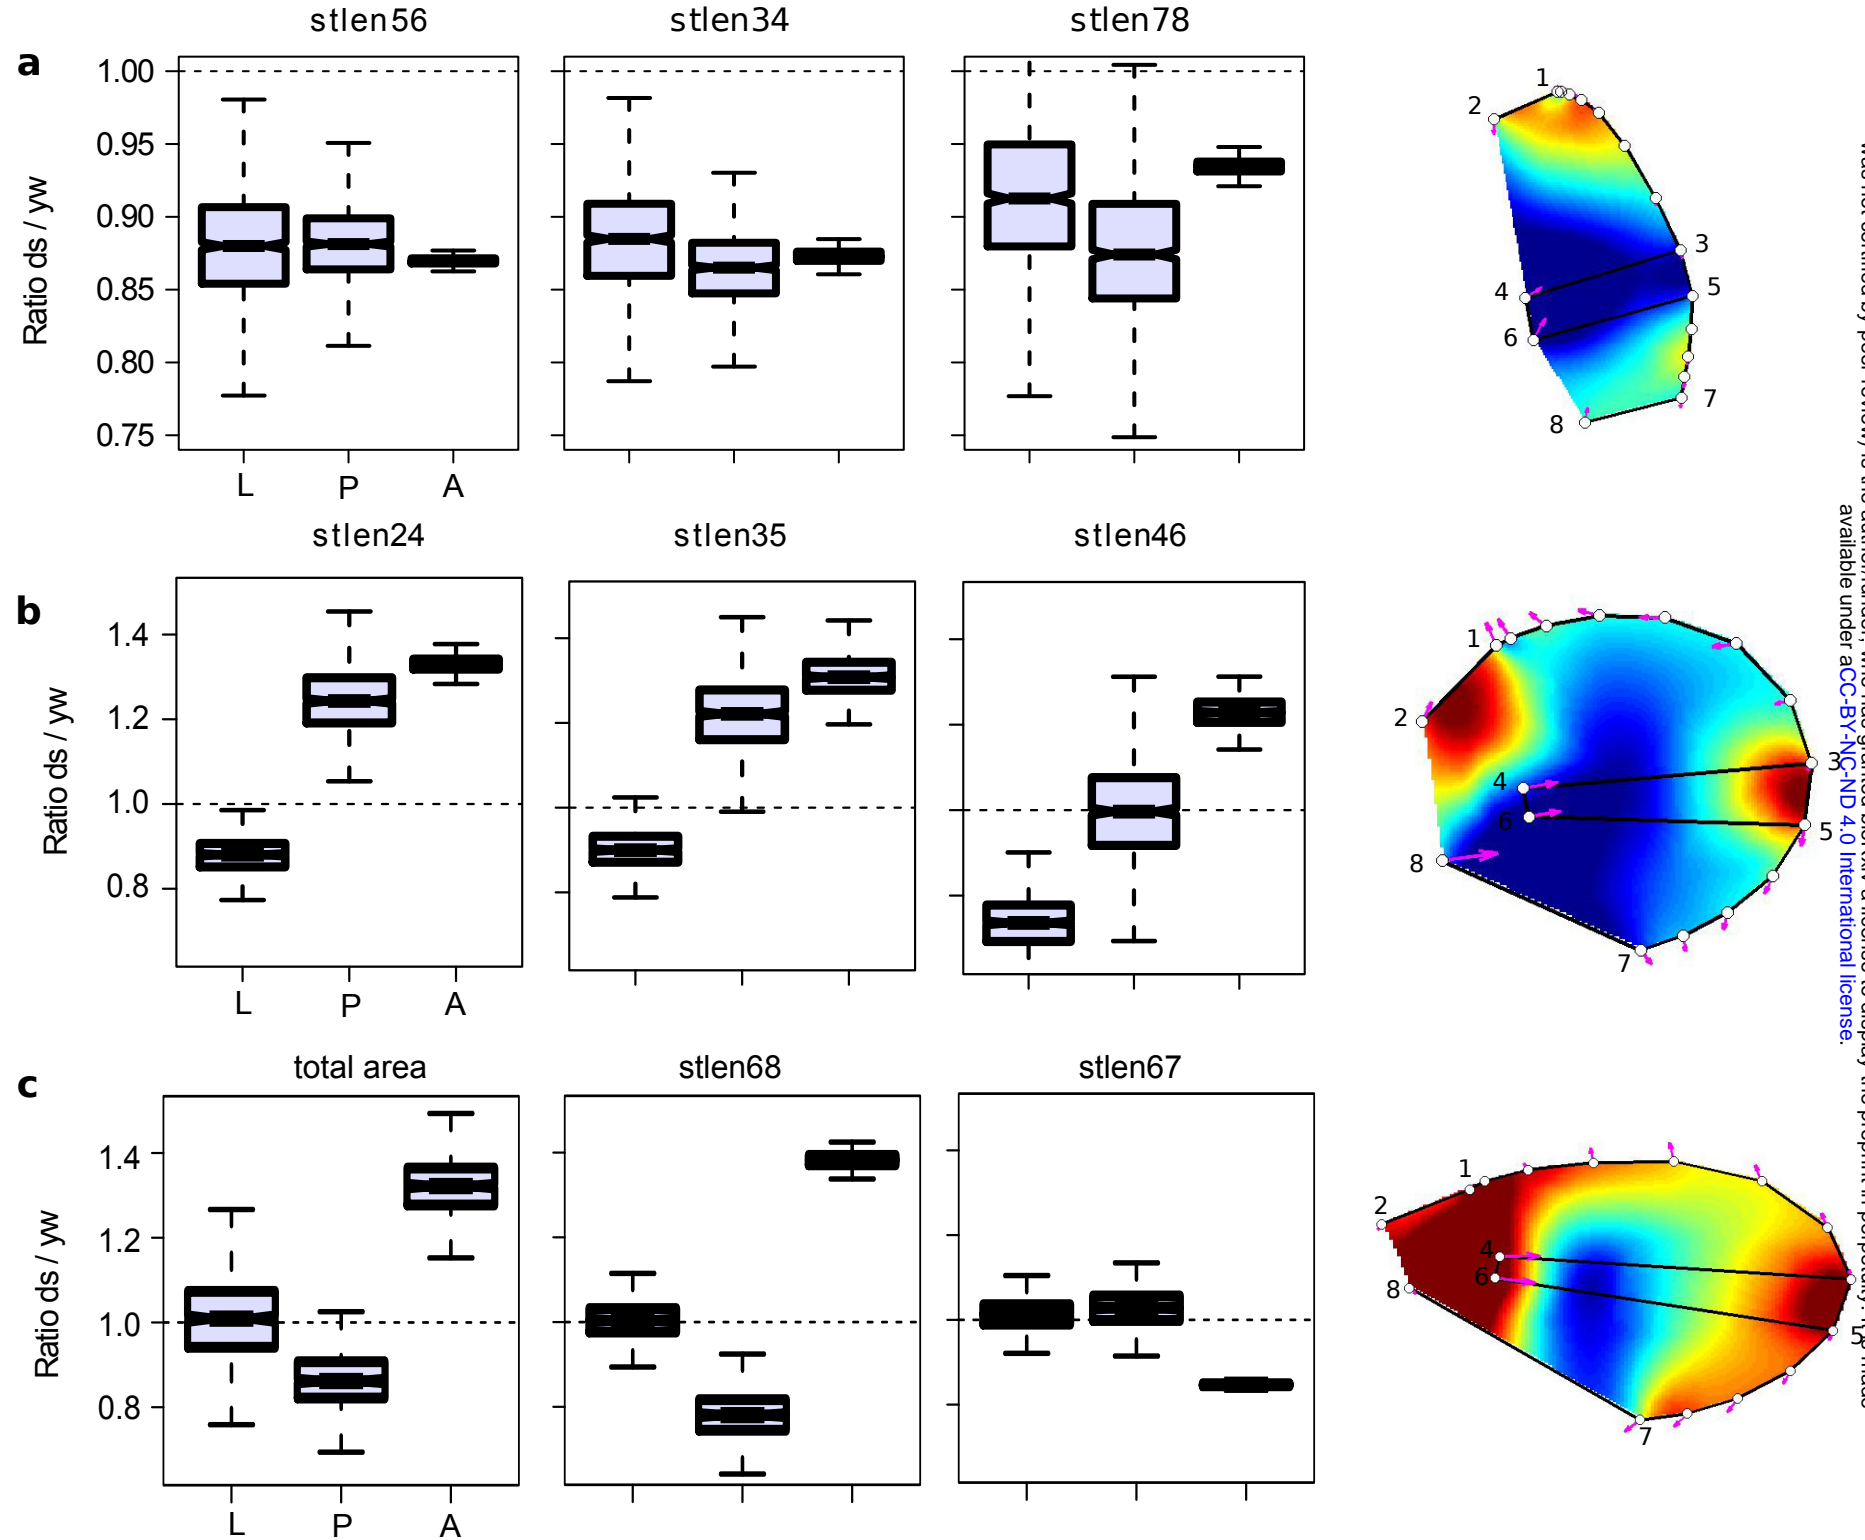 stlen56 stlen34 stlen78
a
1.00
0.95
0.90
0.85
0.80
0.75
Ratio ds / yw
L P A
1
2
3
4
5
6
7
8
stlen24 stlen35 stlen46
b
1.4
1.2
1.0
0.8
Ratio ds / yw
L P A
1
2
3
4
5
6
7
8
total area stlen68 stlen67
c
1.4
1.2
1.0
0.8
Ratio ds / yw
L P A
1
2
4
5
6
7
8
available under aCC-BY-NC-ND 4.0 International license.